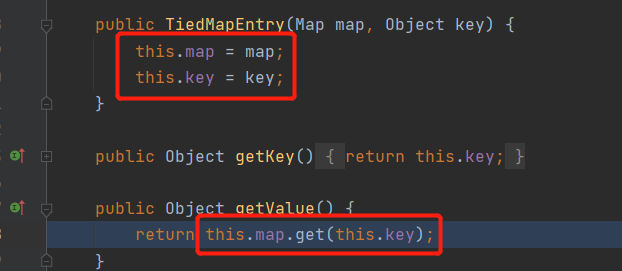 public TiedMapEntry(Map map, Object key) {
this.map = map;
this.key = key;
}
public Object getKey() { return this.key; }
public Object getValue() {
return this.map.get(this.key);
}